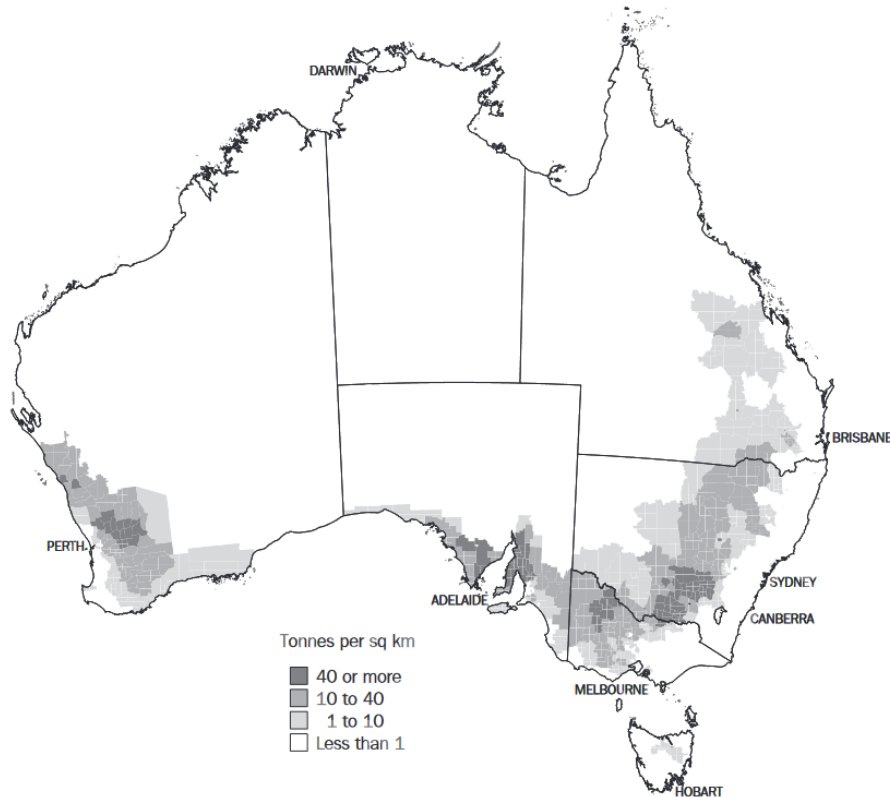 DARWIN
BRISBANE
PERTH
SYDNEY
ADELAIDE
CANBERRA
Tonnes per sq km
40 or more
10 to 40
1 to 10
Less than 1
MELBOURNE
HOBART